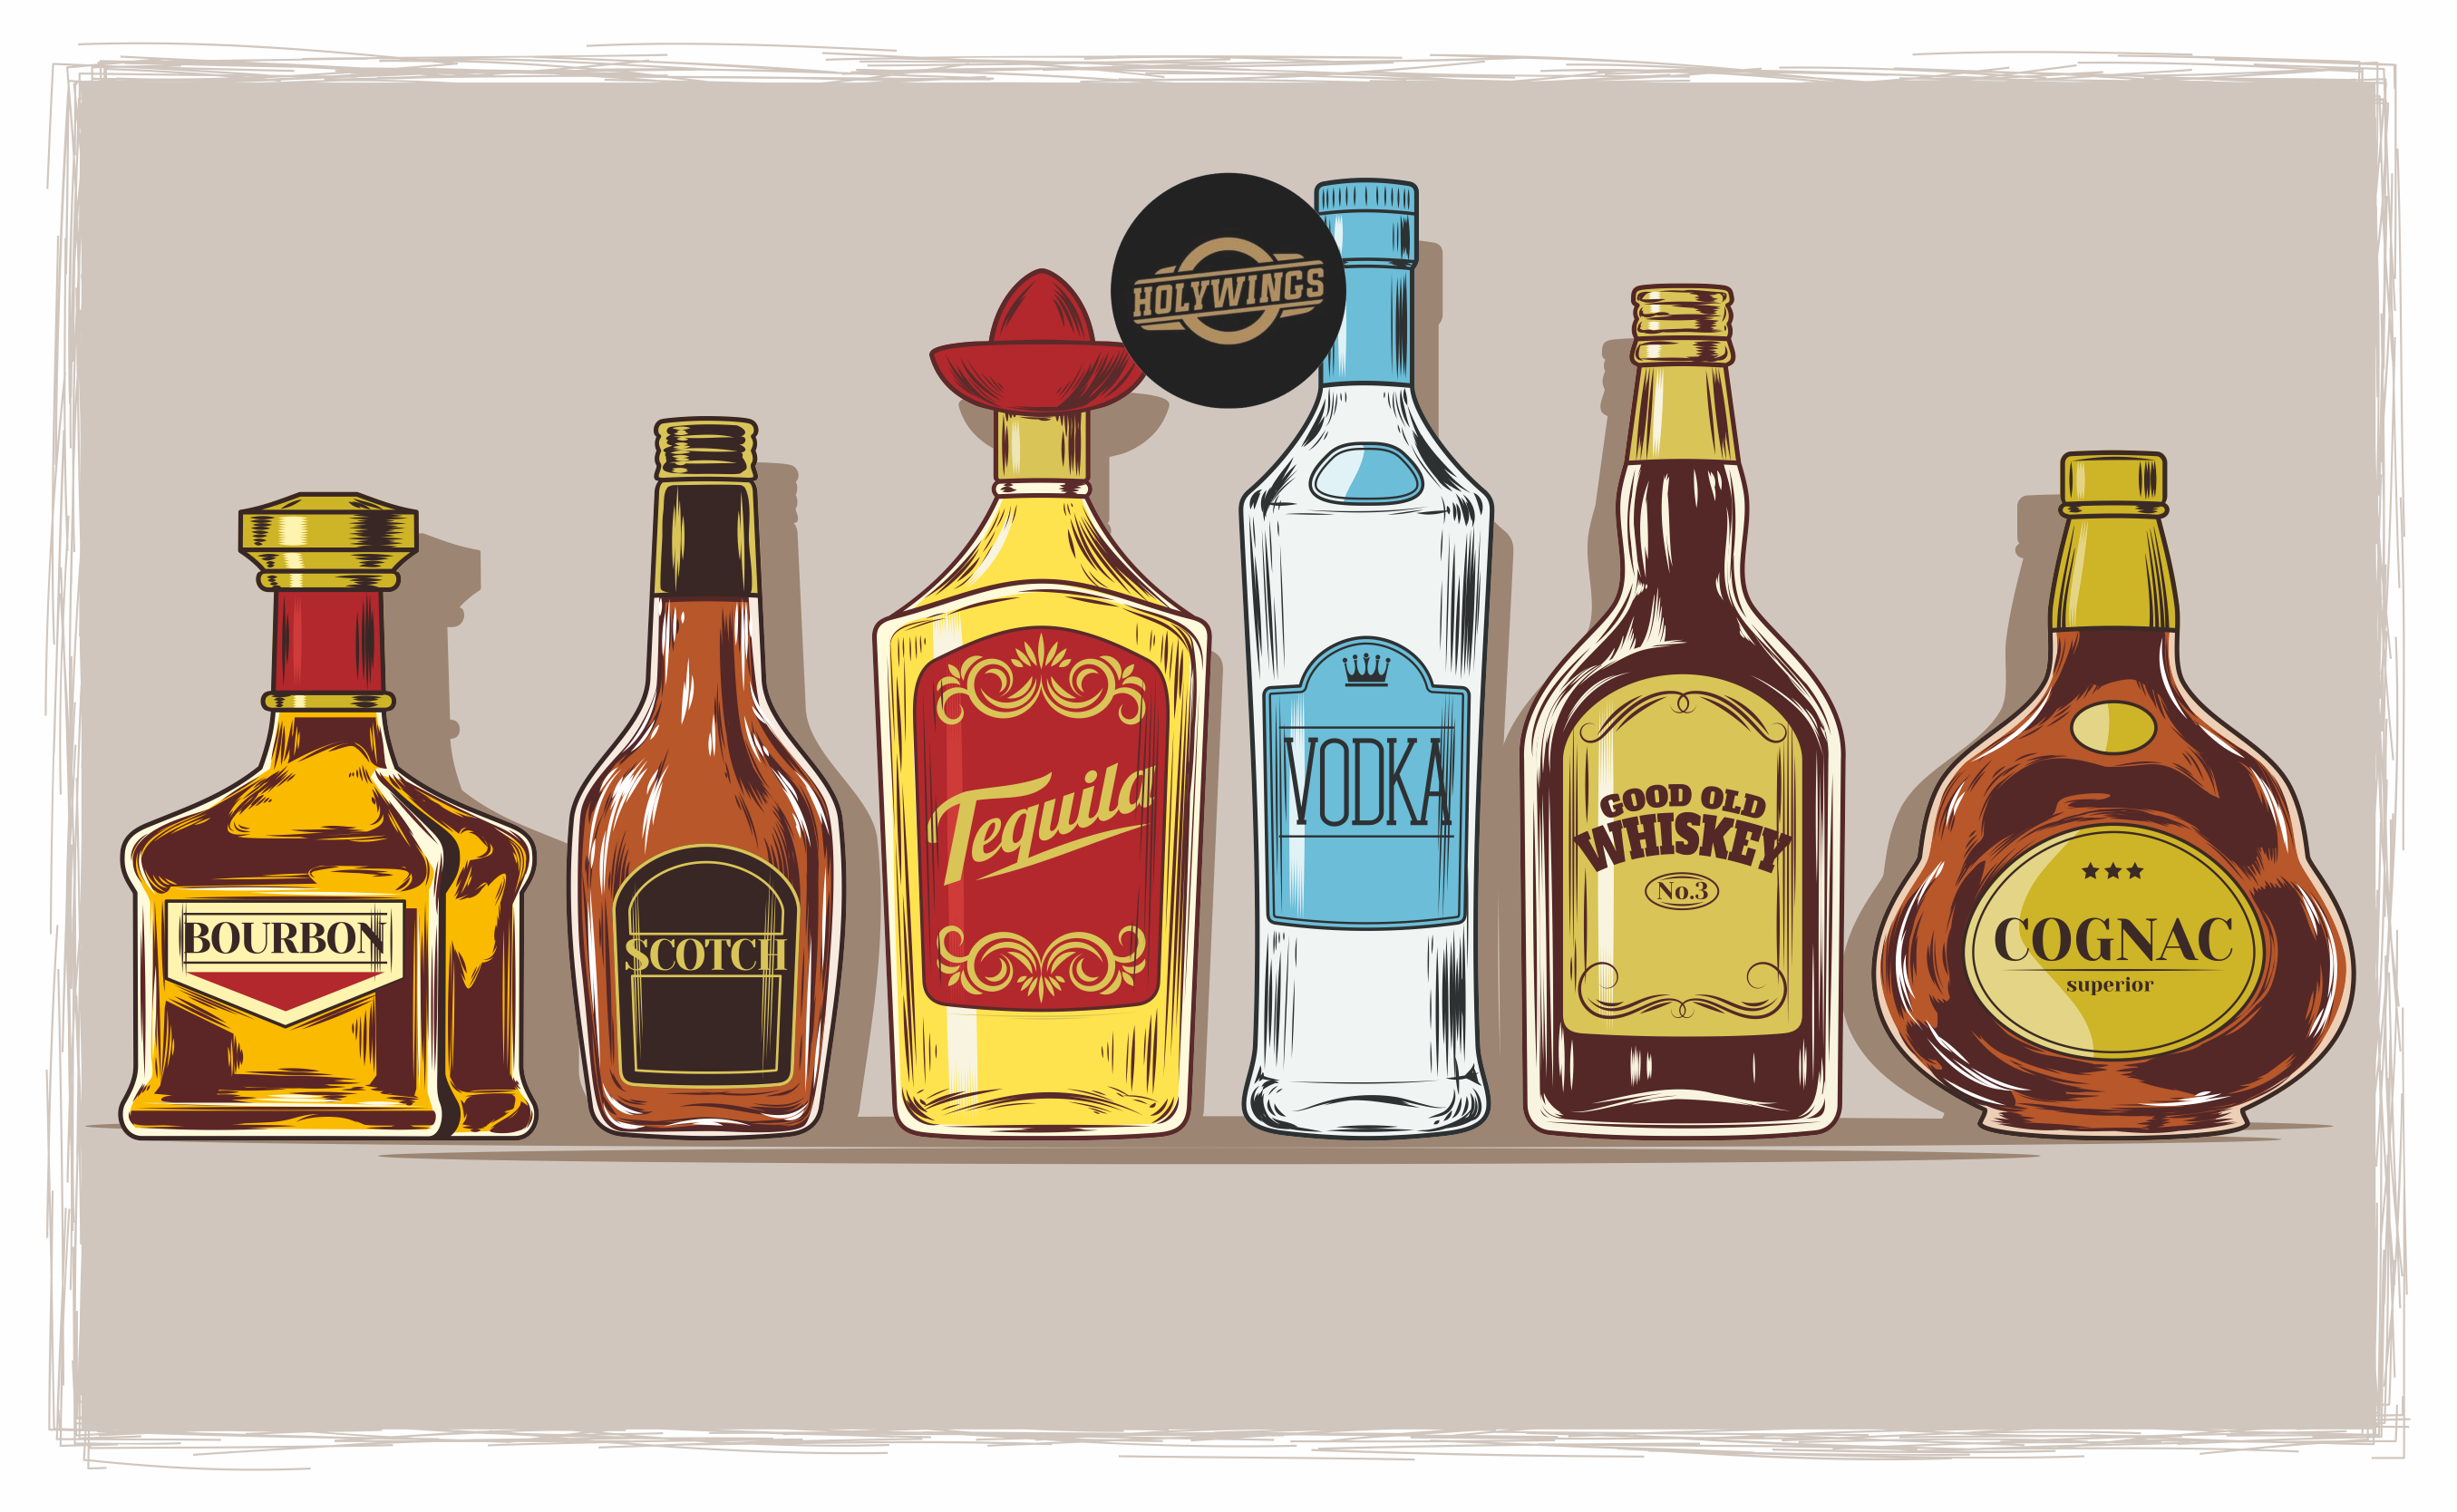 HOLYWINGS
BOURBON
SCOTCH
Tequila
VODKA
GOOD OLD
WHISKEY
No.3
COGNAC
superior